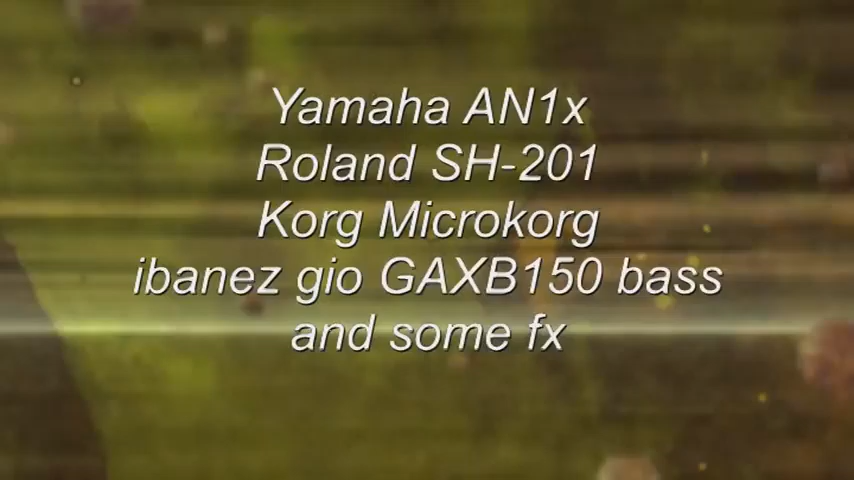 Yamaha AN1x
Roland SH-201
Korg Microkorg
ibanez gio GAXB150 bass
and some fx